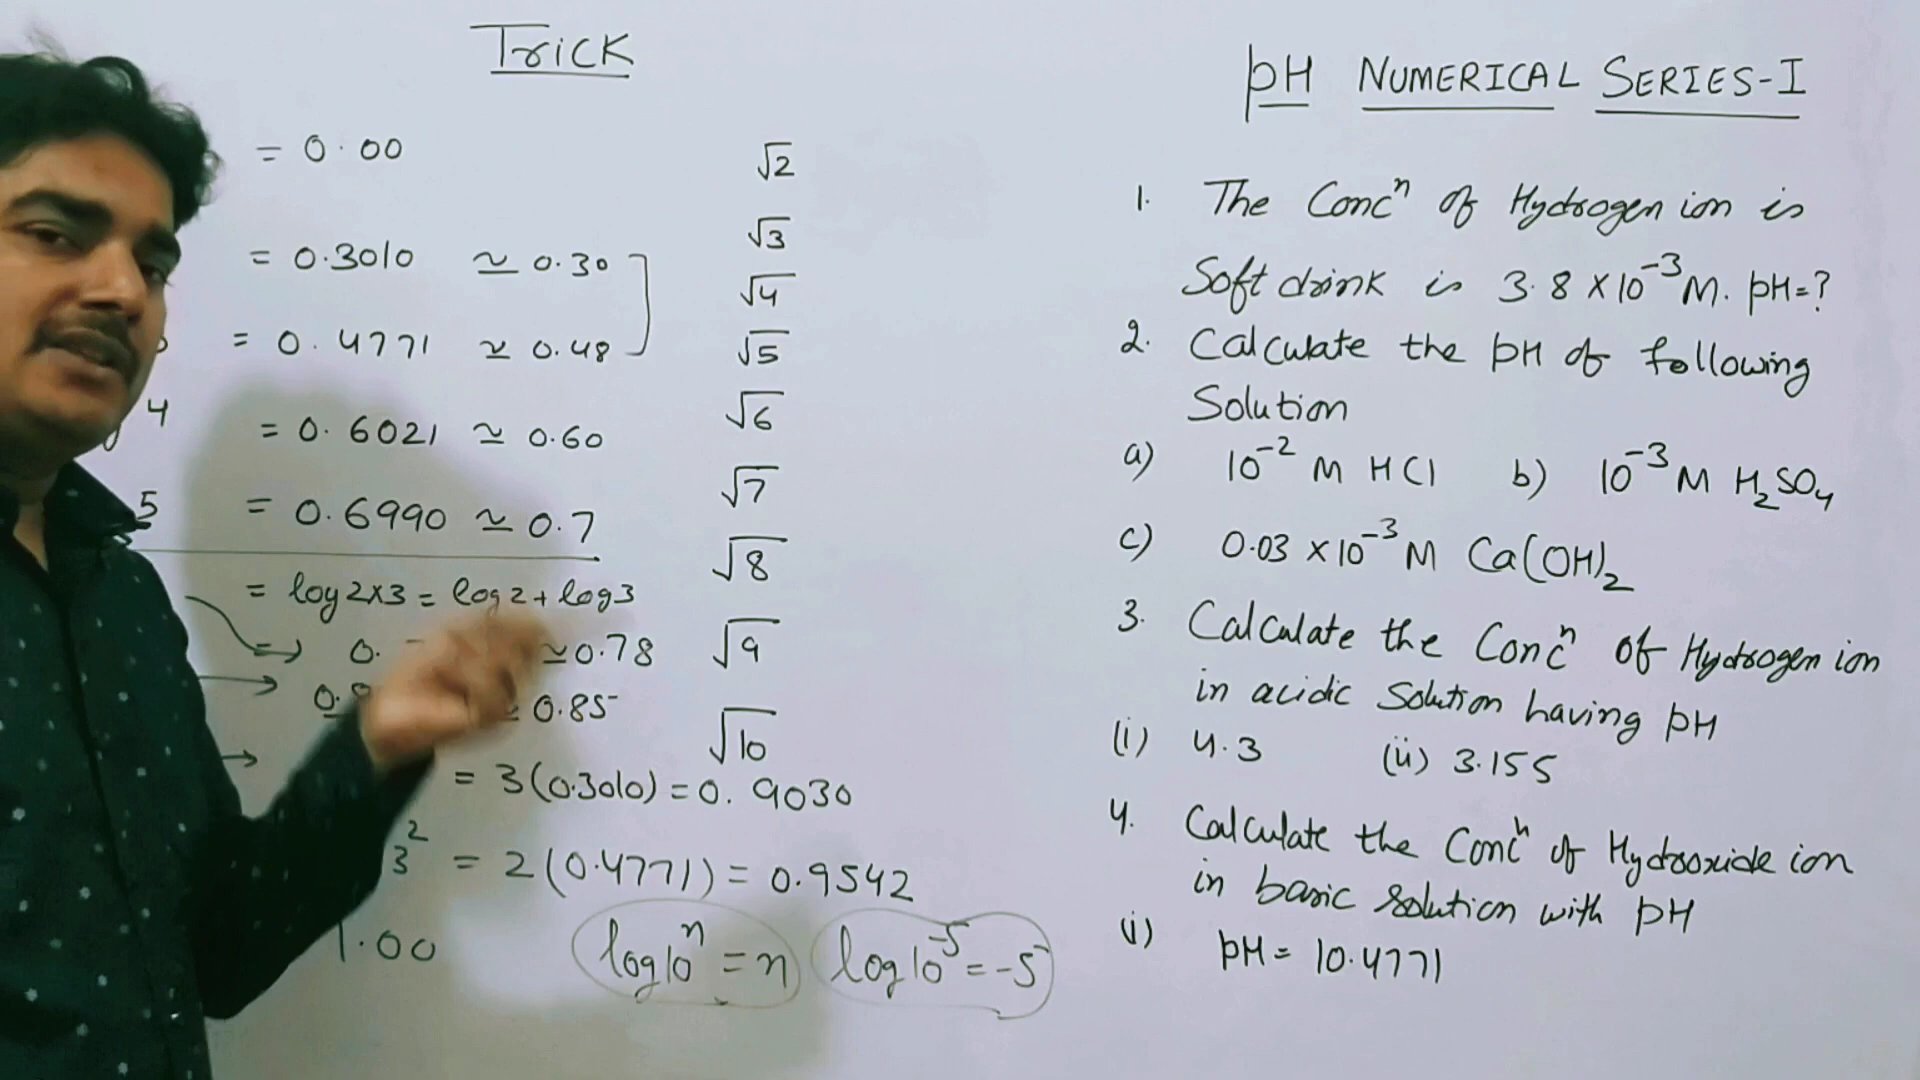 Trick
= 0.00
= 0.3010 ≃ 0.30
= 0.4771 ≃ 0.48
4 = 0.6021 ≃ 0.60
5 = 0.6990 ≃ 0.7
= log 2x3 = log 2 + log 3
0. ≃ 0.78
≃ 0.85
= 3(0.3010) = 0.9030
3² = 2(0.4771) = 0.9542
1.00
log10ⁿ = n
log10⁻⁵ = -5
√2
√3
√4
√5
√6
√7
√8
√9
√10
pH NUMERICAL SERIES-I
1. The Concⁿ of Hydrogen ion is
Soft drink is 3.8 x 10⁻³ M. pH=?
2. Calculate the pH of following
Solution
a) 10⁻² M HCl b) 10⁻³ M H₂SO₄
c) 0.03 x 10⁻³ M Ca(OH)₂
3. Calculate the Concⁿ of Hydrogen ion
in acidic Solution having pH
(i) 4.3 (ii) 3.155
4. Calculate the Concⁿ of Hydroxide ion
in basic solution with pH
(i) pH = 10.4771